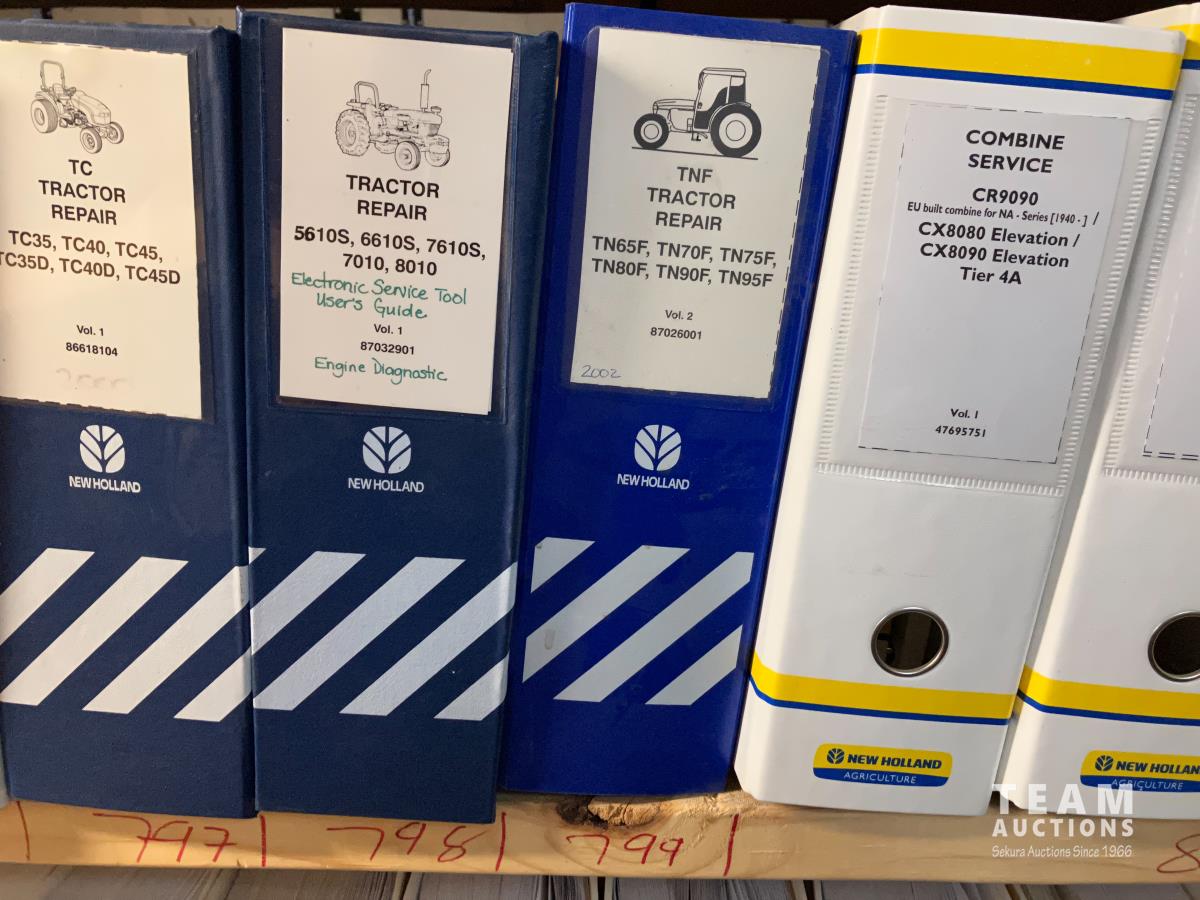 TC
TRACTOR
REPAIR
TC35, TC40, TC45,
TC35D, TC40D, TC45D
Vol. 1
86618104
NEW HOLLAND
TRACTOR
REPAIR
5610S, 6610S, 7610S,
7010, 8010
Electronic Service Tool
User's Guide
Vol. 1
87032901
Engine Diagnostic
NEW HOLLAND
TNF
TRACTOR
REPAIR
TN65F, TN70F, TN75F,
TN80F, TN90F, TN95F
Vol. 2
87026001
2002
NEW HOLLAND
COMBINE
SERVICE
CR9090
EU built combine for NA - Series [1940 - ] /
CX8080 Elevation /
CX8090 Elevation
Tier 4A
Vol. 1
47695751
NEW HOLLAND
AGRICULTURE
NEW HOLLAND
AGRICULTURE
797
798
799
8
TEAM
AUCTIONS
Sekura Auctions Since 1966